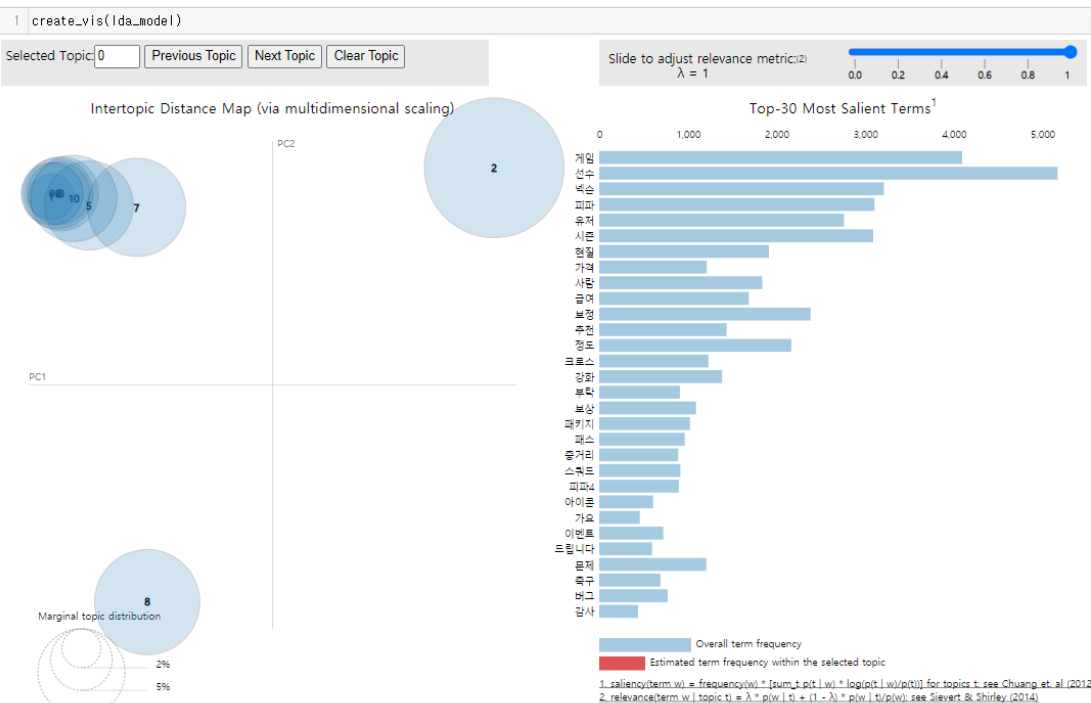 1 create_vis(lda_model)
Selected Topic: 0 Previous Topic Next Topic Clear Topic
Slide to adjust relevance metric:(2)
λ = 1
0.0 0.2 0.4 0.6 0.8 1
Intertopic Distance Map (via multidimensional scaling)
PC2
PC1
2
10
5
7
8
Marginal topic distribution
2%
5%
Top-30 Most Salient Terms1
0 1,000 2,000 3,000 4,000 5,000
게임
선수
넥슨
피파
유저
시즌
현질
가격
사람
급여
보정
추천
정도
크로스
강화
부탁
보상
패키지
패스
중거리
스쿼드
피파4
아이콘
가요
이벤트
드립니다
문제
축구
버그
감사
Overall term frequency
Estimated term frequency within the selected topic
1. saliency(term w) = frequency(w) * [sum_t p(t | w) * log(p(t | w)/p(t))] for topics t; see Chuang et. al (2012
2. relevance(term w | topic t) = λ * p(w | t) + (1 - λ) * p(w | t)/p(w); see Sievert & Shirley (2014)